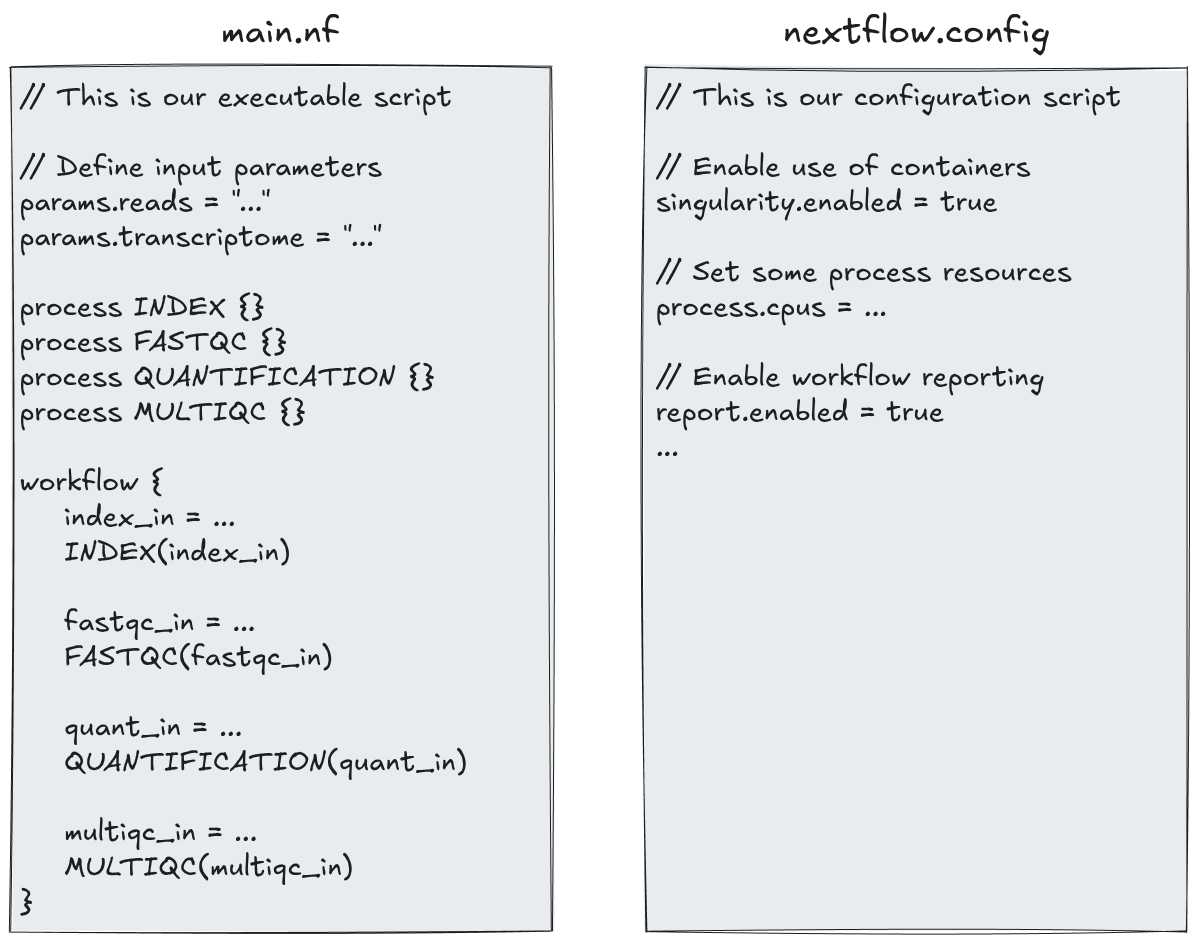 main.nf
// This is our executable script
// Define input parameters
params.reads = "..."
params.transcriptome = "..."
process INDEX {}
process FASTQC {}
process QUANTIFICATION {}
process MULTIQC {}
workflow {
index_in = ...
INDEX(index_in)
fastqc_in = ...
FASTQC(fastqc_in)
quant_in = ...
QUANTIFICATION(quant_in)
multiqc_in = ...
MULTIQC(multiqc_in)
}
nextflow.config
// This is our configuration script
// Enable use of containers
singularity.enabled = true
// Set some process resources
process.cpus = ...
// Enable workflow reporting
report.enabled = true
...